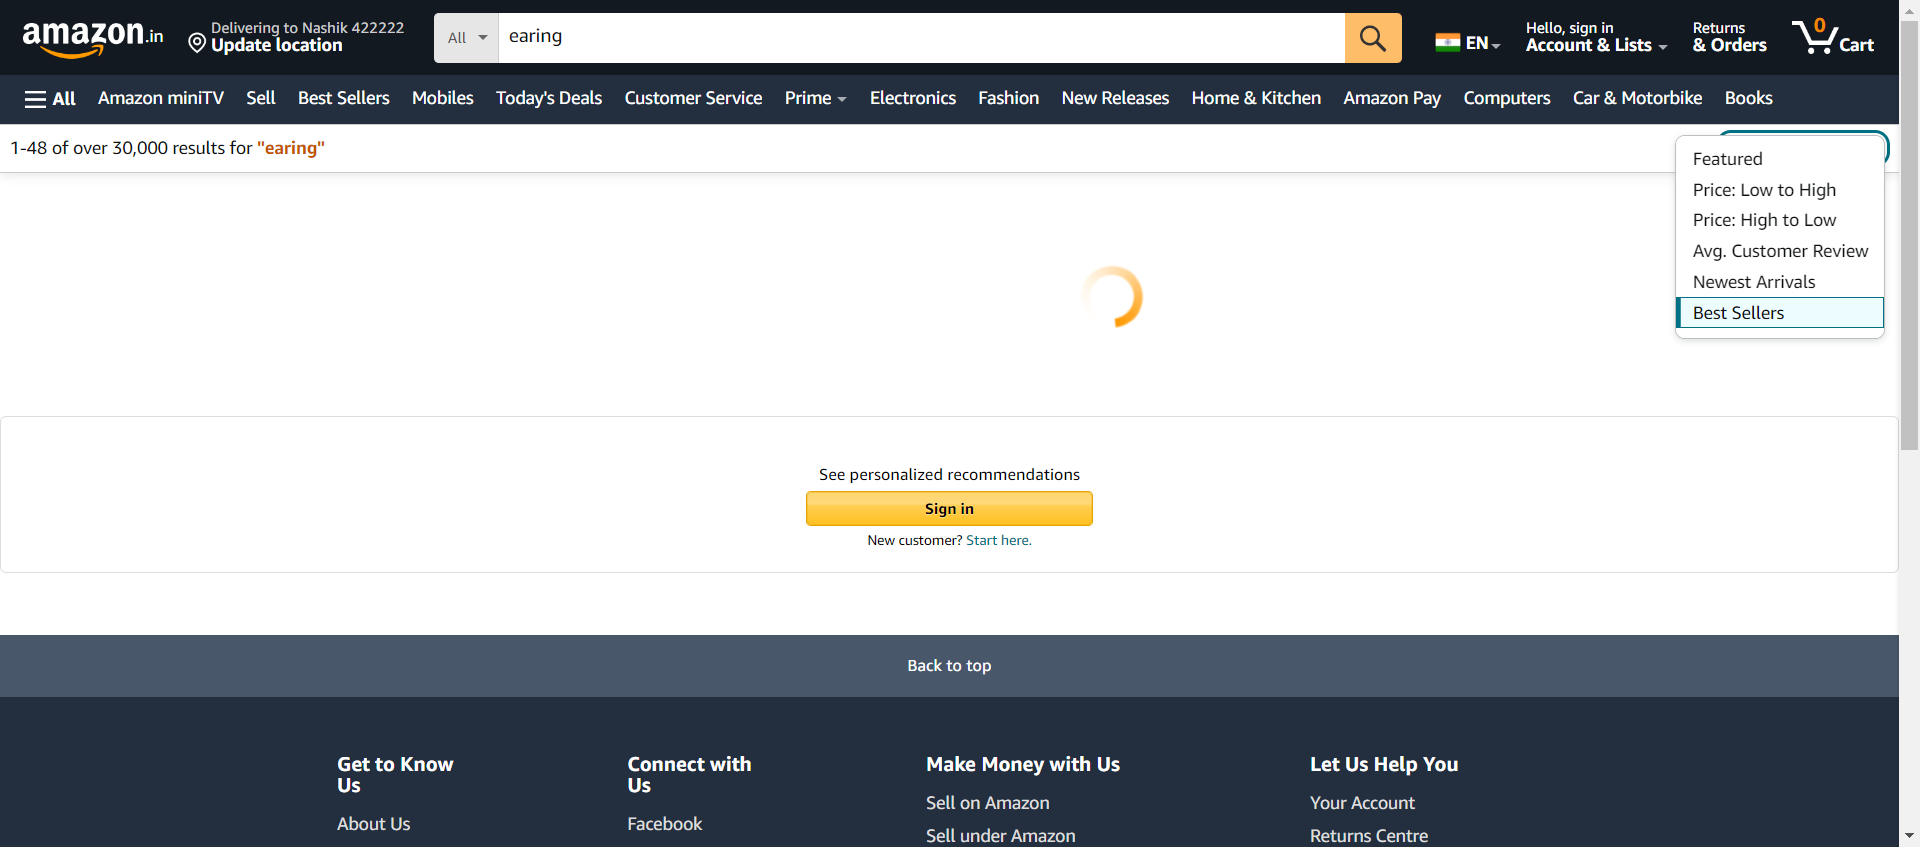 amazon.in
Delivering to Nashik 422222
Update location
All
earing
EN
Hello, sign in
Account & Lists
Returns
& Orders
0
Cart
All
Amazon miniTV
Sell
Best Sellers
Mobiles
Today's Deals
Customer Service
Prime
Electronics
Fashion
New Releases
Home & Kitchen
Amazon Pay
Computers
Car & Motorbike
Books
1-48 of over 30,000 results for "earing"
Featured
Price: Low to High
Price: High to Low
Avg. Customer Review
Newest Arrivals
Best Sellers
See personalized recommendations
Sign in
New customer? Start here.
Back to top
Get to Know
Us
About Us
Connect with
Us
Facebook
Make Money with Us
Sell on Amazon
Sell under Amazon
Let Us Help You
Your Account
Returns Centre